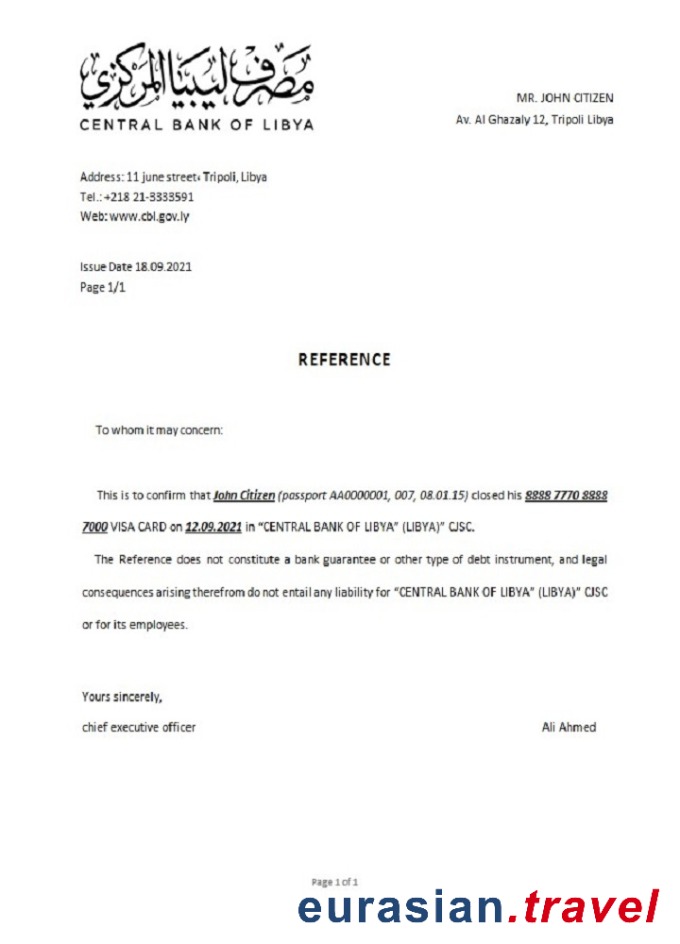 مصرف ليبيا المركزي
CENTRAL BANK OF LIBYA
MR. JOHN CITIZEN
Av. Al Ghazaly 12, Tripoli Libya
Address: 11 june street، Tripoli, Libya
Tel.: +218 21-3333591
Web: www.cbl.gov.ly
Issue Date 18.09.2021
Page 1/1
REFERENCE
To whom it may concern:
This is to confirm that John Citizen (passport AA0000001, 007, 08.01.15) closed his 8888 7770 8888
7000 VISA CARD on 12.09.2021 in “CENTRAL BANK OF LIBYA” (LIBYA)” CJSC.
The Reference does not constitute a bank guarantee or other type of debt instrument, and legal
consequences arising therefrom do not entail any liability for “CENTRAL BANK OF LIBYA” (LIBYA)” CJSC
or for its employees.
Yours sincerely,
chief executive officer Ali Ahmed
Page 1 of 1
eurasian.travel